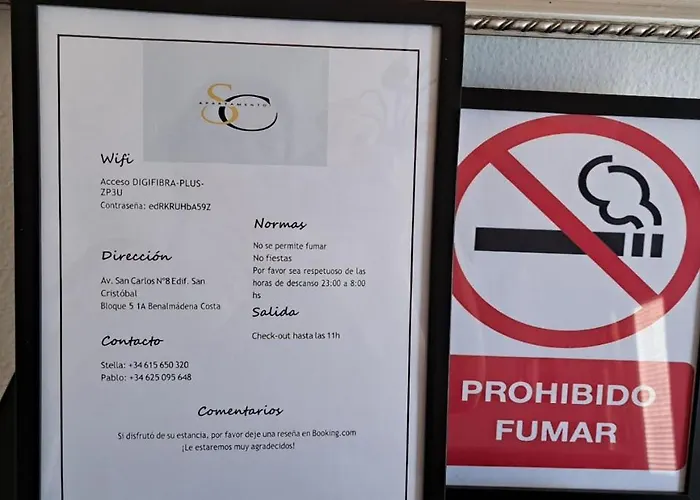 SC
APARTAMENTO
Wifi
Acceso DIGIFIBRA-PLUS-
ZP3U
Contraseña: edRKRUHbA59Z
Dirección
Av. San Carlos Nº8 Edif. San
Cristóbal
Bloque 5 1A Benalmádena Costa
Contacto
Stella: +34 615 650 320
Pablo: +34 625 095 648
Normas
No se permite fumar
No fiestas
Por favor sea respetuoso de las
horas de descanso 23:00 a 8:00
hs
Salida
Check-out hasta las 11h
Comentarios
Si disfrutó de su estancia, por favor deje una reseña en Booking.com
¡Le estaremos muy agradecidos!
PROHIBIDO
FUMAR